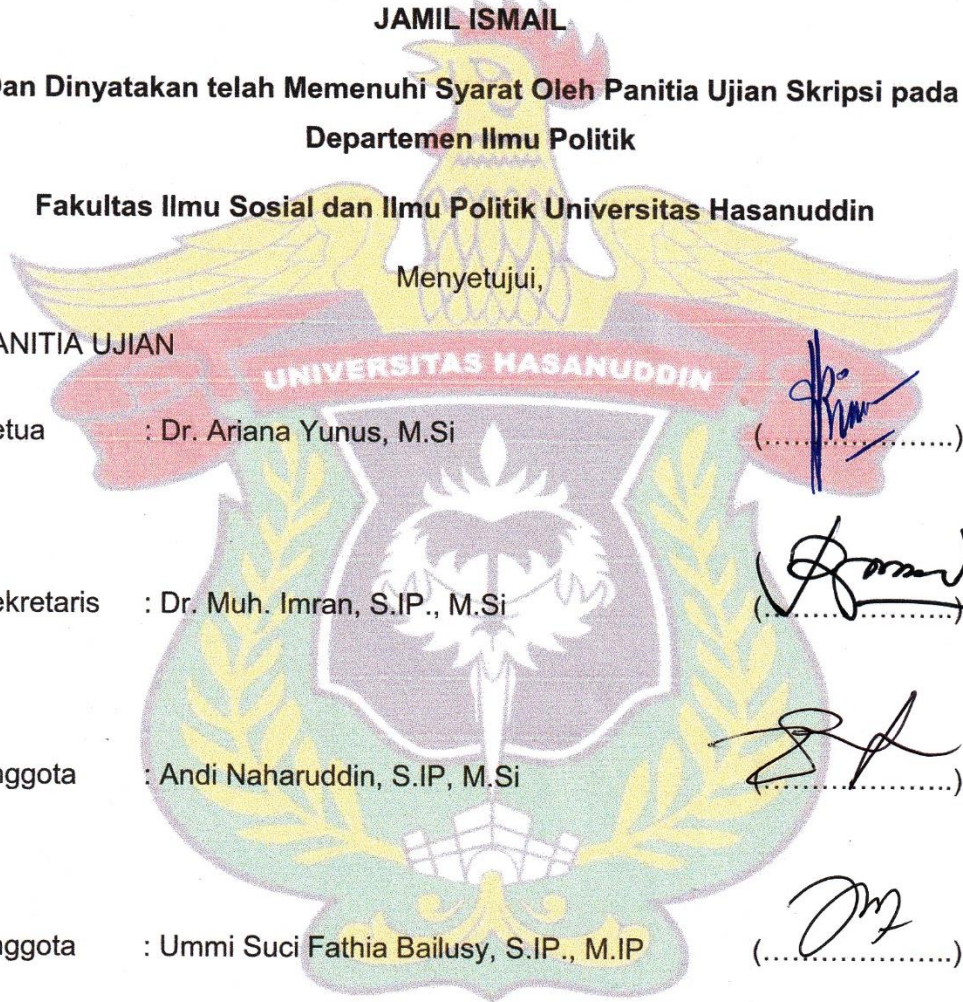 JAMIL ISMAIL
Dan Dinyatakan telah Memenuhi Syarat Oleh Panitia Ujian Skripsi pada
Departemen Ilmu Politik
Fakultas Ilmu Sosial dan Ilmu Politik Universitas Hasanuddin
Menyetujui,
ANITIA UJIAN
UNIVERSITAS HASANUDDIN
etua : Dr. Ariana Yunus, M.Si (....................)
ekretaris : Dr. Muh. Imran, S.IP., M.Si (....................)
nggota : Andi Naharuddin, S.IP, M.Si (....................)
nggota : Ummi Suci Fathia Bailusy, S.IP., M.IP (....................)